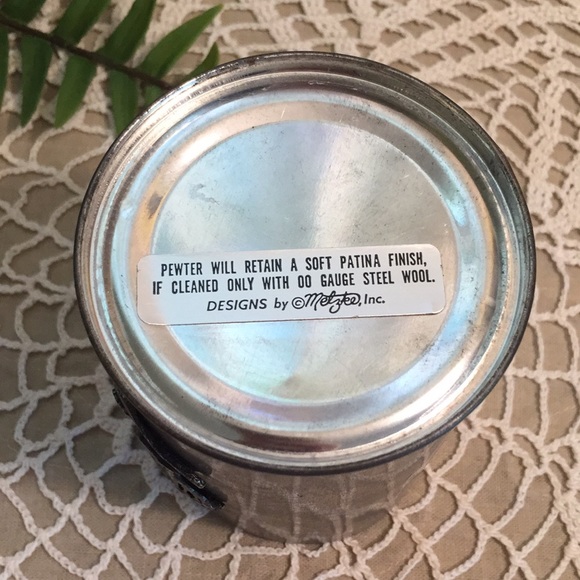 PEWTER WILL RETAIN A SOFT PATINA FINISH,
IF CLEANED ONLY WITH 00 GAUGE STEEL WOOL.
DESIGNS by ©Metzke, Inc.